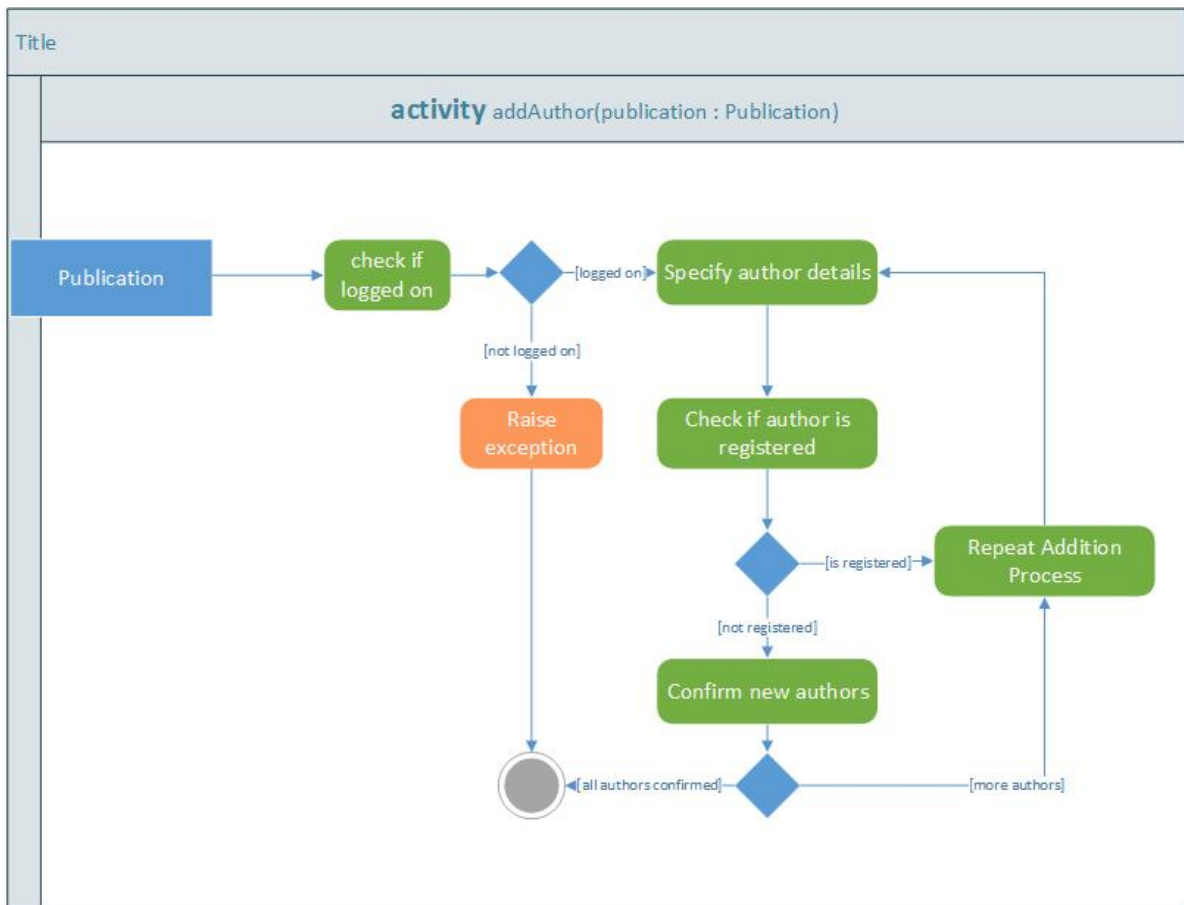 Title
activity addAuthor(publication : Publication)
Publication
check if
logged on
[logged on]
Specify author details
[not logged on]
Raise
exception
Check if author is
registered
[is registered]
Repeat Addition
Process
[not registered]
Confirm new authors
[all authors confirmed]
[more authors]